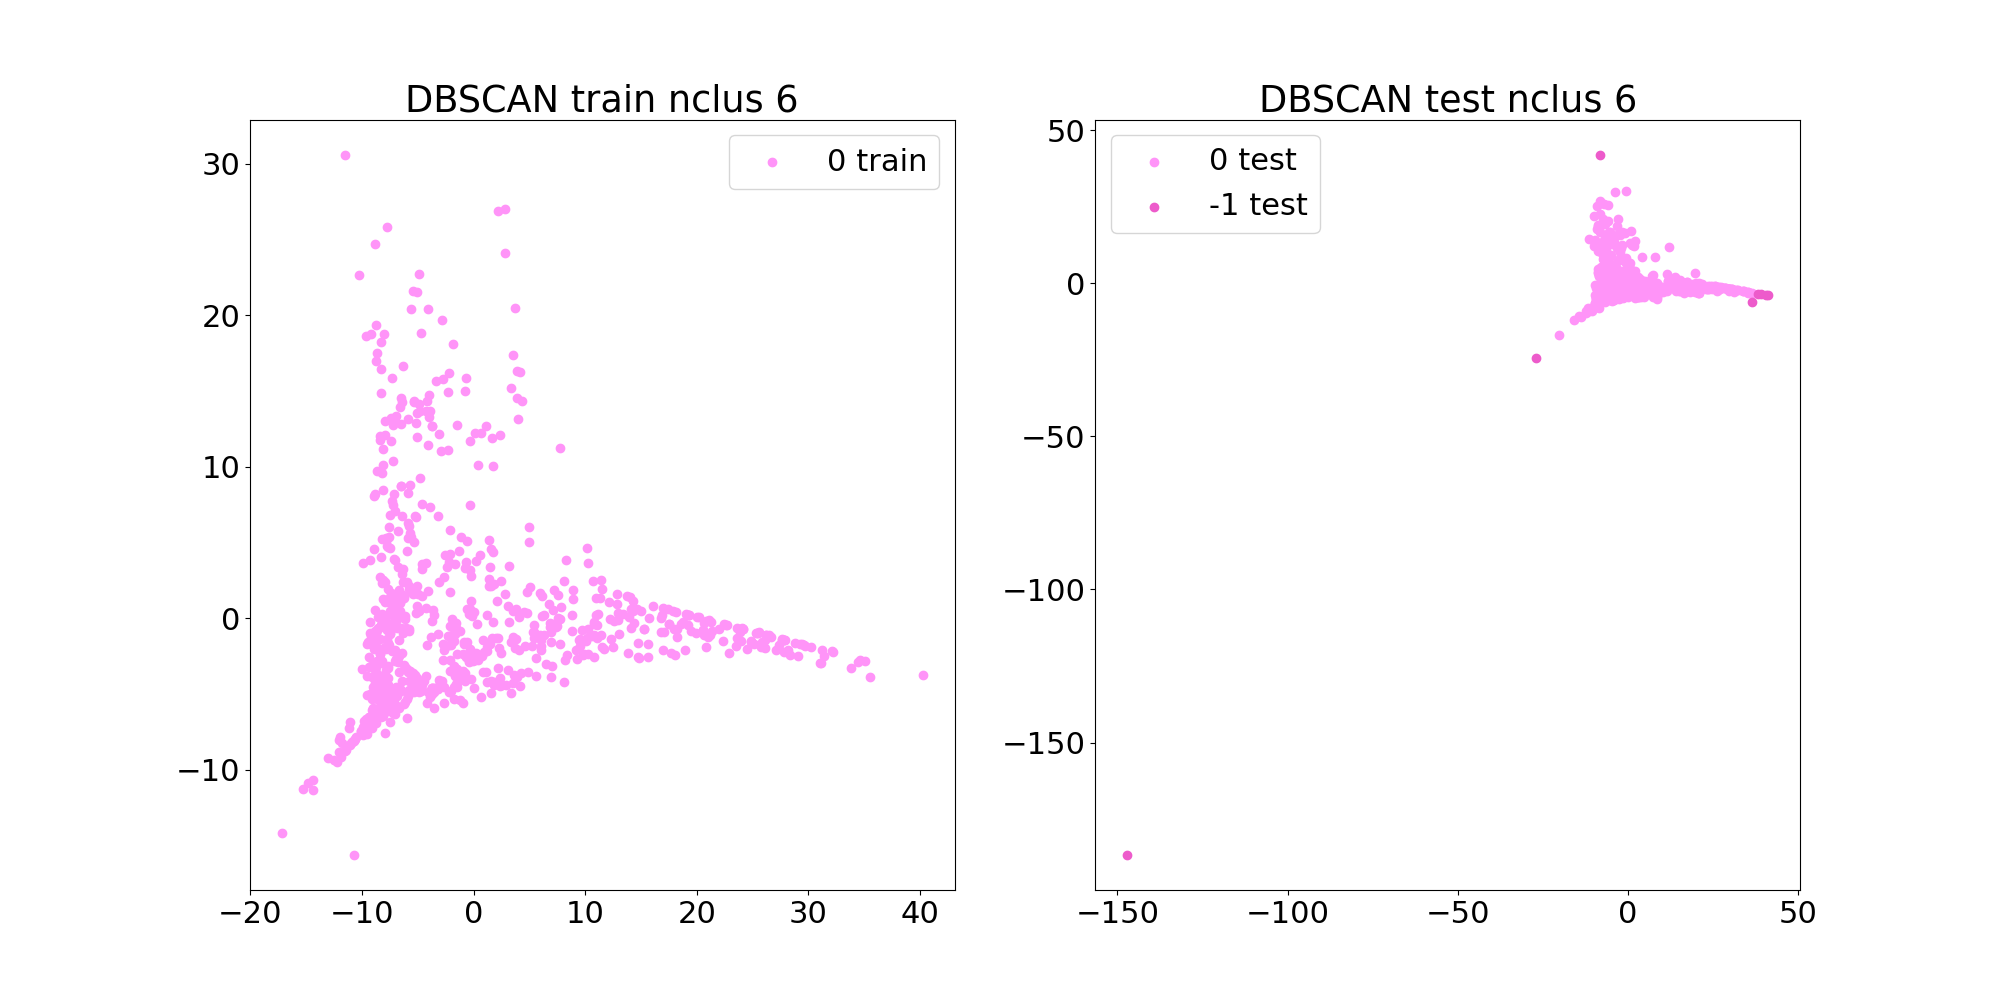 DBSCAN train nclus 6
0 train
30
20
10
0
−10
−20 −10 0 10 20 30 40
DBSCAN test nclus 6
0 test
-1 test
50
0
−50
−100
−150
−150 −100 −50 0 50